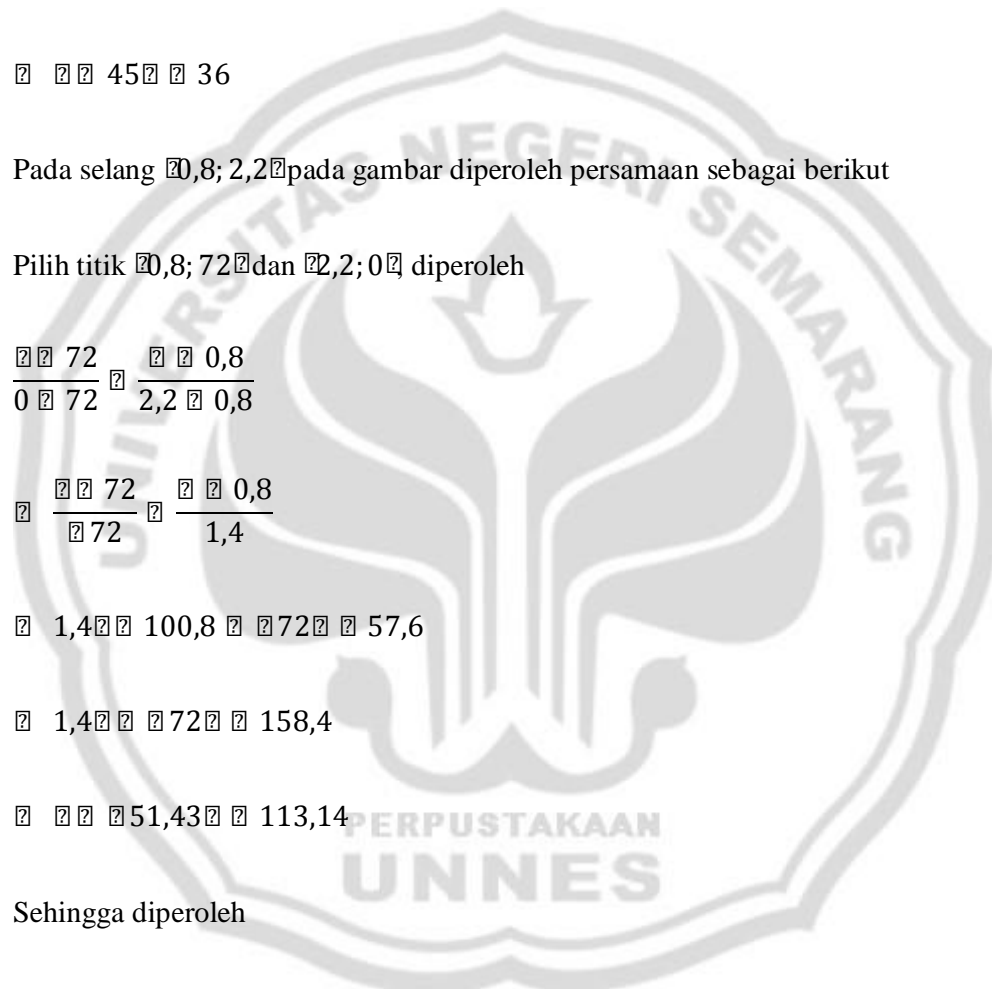 ⍰ ⍰⍰ 45⍰ ⍰ 36
Pada selang ⍰0,8; 2,2⍰ pada gambar diperoleh persamaan sebagai berikut
Pilih titik ⍰0,8; 72⍰ dan ⍰2,2; 0⍰, diperoleh
⍰⍰ 72 / 0 ⍰ 72 ⍰ ⍰ ⍰ 0,8 / 2,2 ⍰ 0,8
⍰ ⍰⍰ 72 / ⍰72 ⍰ ⍰ ⍰ 0,8 / 1,4
⍰ 1,4⍰⍰ 100,8 ⍰ ⍰72⍰ ⍰ 57,6
⍰ 1,4⍰⍰ ⍰72⍰ ⍰ 158,4
⍰ ⍰⍰ ⍰51,43⍰ ⍰ 113,14
Sehingga diperoleh
UNIVERSITAS NEGERI SEMARANG
PERPUSTAKAAN
UNNES